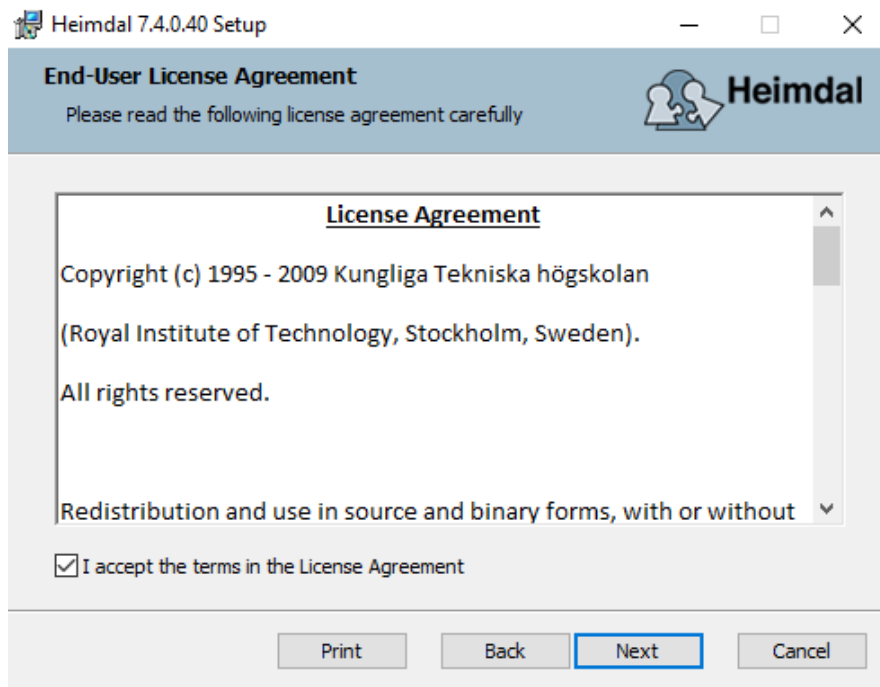 Heimdal 7.4.0.40 Setup
End-User License Agreement
Please read the following license agreement carefully
Heimdal
License Agreement
Copyright (c) 1995 - 2009 Kungliga Tekniska högskolan
(Royal Institute of Technology, Stockholm, Sweden).
All rights reserved.
Redistribution and use in source and binary forms, with or without
I accept the terms in the License Agreement
Print Back Next Cancel